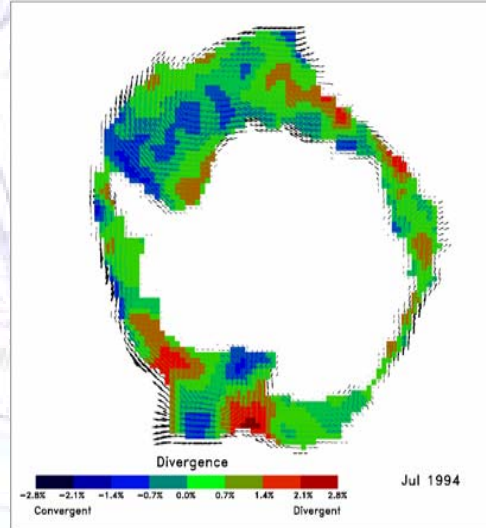 Divergence
Jul 1994
−2.8% −2.1% −1.4% −0.7% 0.0% 0.7% 1.4% 2.1% 2.8%
Convergent Divergent